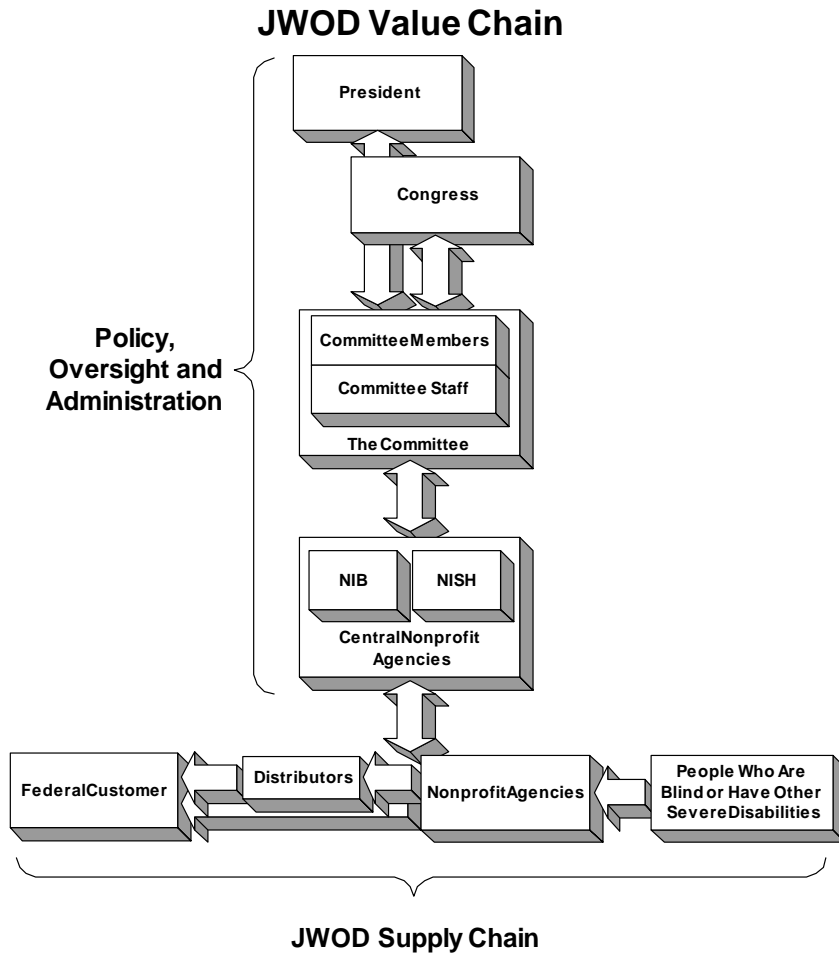 JWOD Value Chain
President
Congress
Policy,
Oversight and
Administration
CommitteeMembers
Committee Staff
The Committee
NIB
NISH
CentralNonprofit
Agencies
FederalCustomer
Distributors
NonprofitAgencies
People Who Are
Blind or Have Other
SevereDisabilities
JWOD Supply Chain